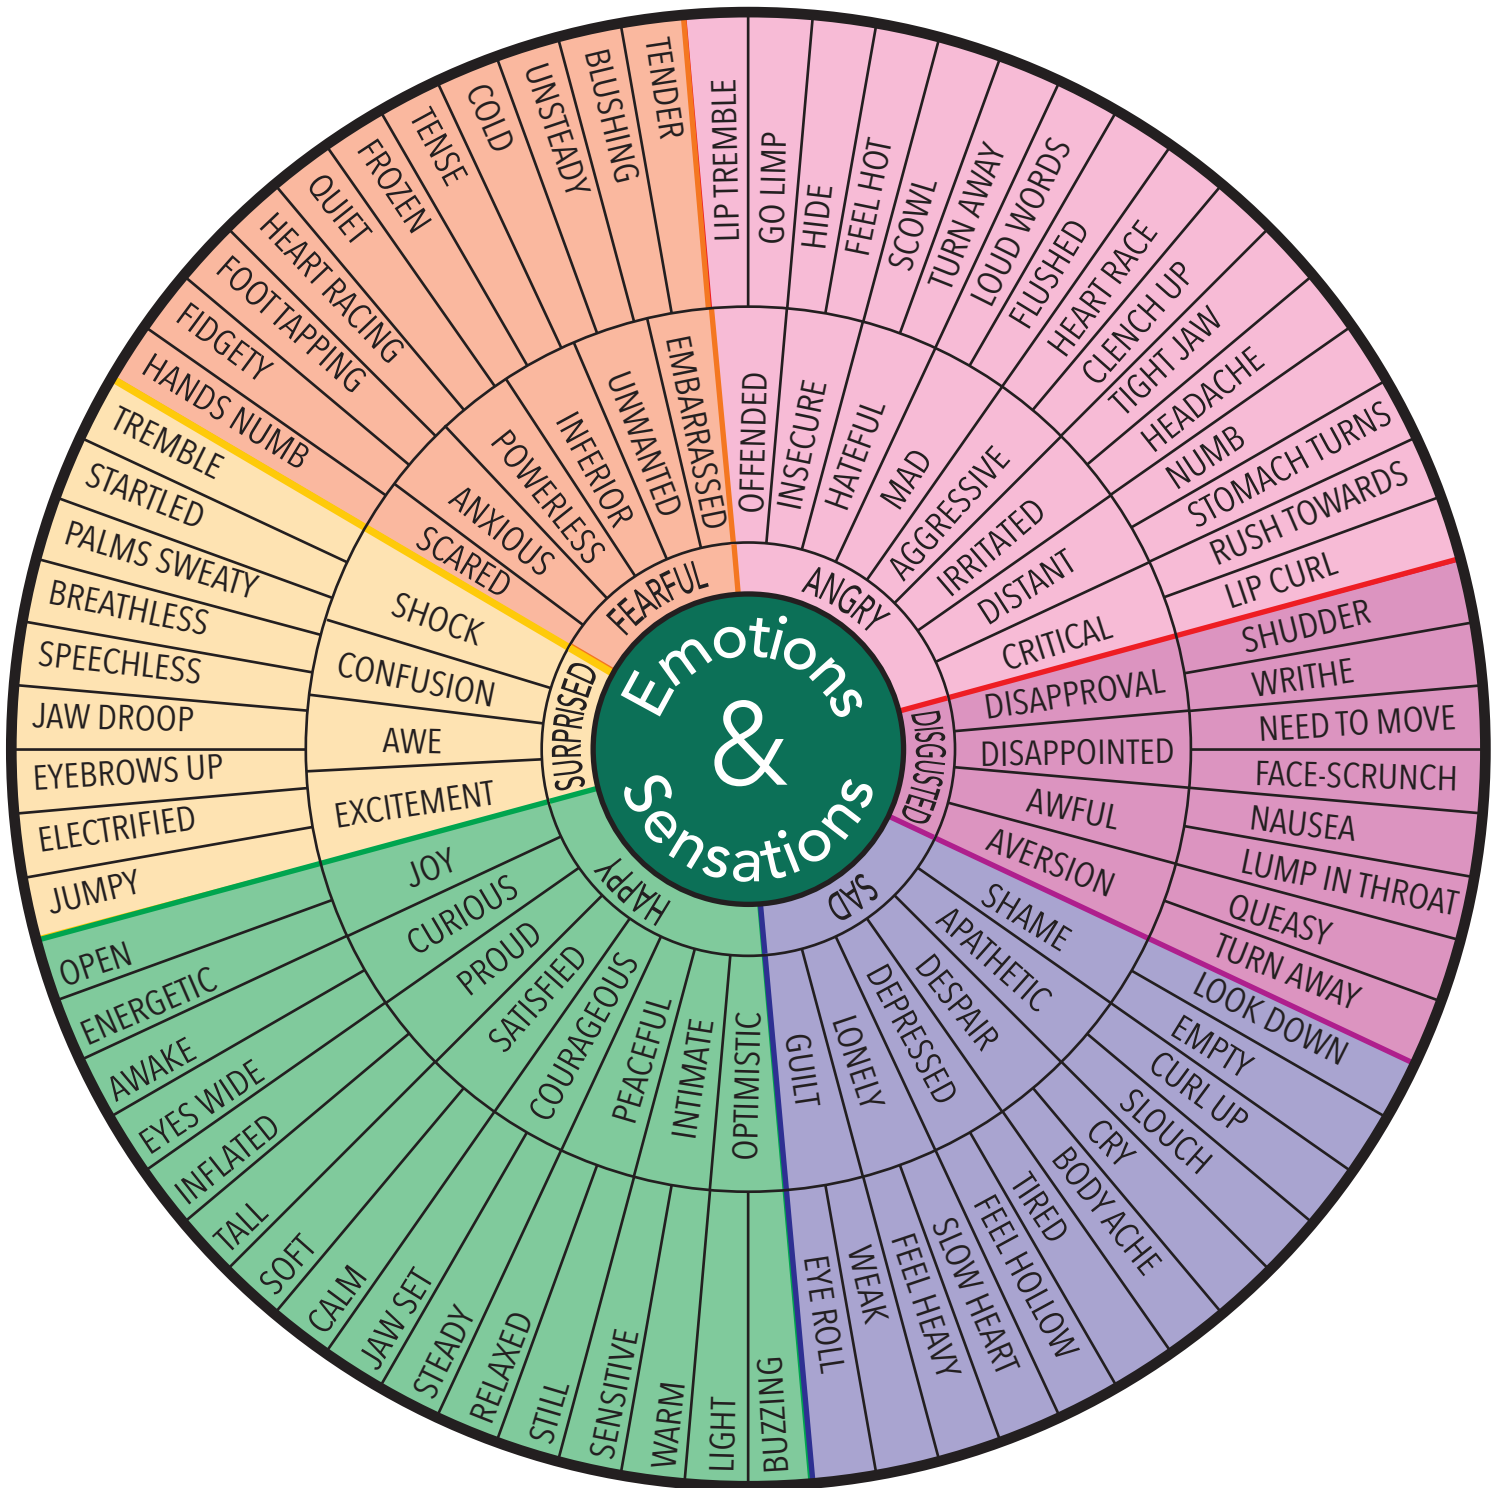 Emotions
&
Sensations
ANGRY
DISGUSTED
SAD
HAPPY
SURPRISED
FEARFUL
OFFENDED
INSECURE
HATEFUL
MAD
AGGRESSIVE
IRRITATED
DISTANT
CRITICAL
DISAPPROVAL
DISAPPOINTED
AWFUL
AVERSION
SHAME
APATHETIC
DESPAIR
DEPRESSED
LONELY
GUILT
OPTIMISTIC
INTIMATE
PEACEFUL
COURAGEOUS
SATISFIED
PROUD
CURIOUS
JOY
EXCITEMENT
AWE
CONFUSION
SHOCK
SCARED
ANXIOUS
POWERLESS
INFERIOR
UNWANTED
EMBARRASSED
LIP TREMBLE
GO LIMP
HIDE
FEEL HOT
SCOWL
TURN AWAY
LOUD WORDS
FLUSHED
HEART RACE
CLENCH UP
TIGHT JAW
HEADACHE
NUMB
STOMACH TURNS
RUSH TOWARDS
LIP CURL
SHUDDER
WRITHE
NEED TO MOVE
FACE-SCRUNCH
NAUSEA
LUMP IN THROAT
QUEASY
TURN AWAY
LOOK DOWN
EMPTY
CURL UP
SLOUCH
CRY
BODY ACHE
TIRED
FEEL HOLLOW
SLOW HEART
FEEL HEAVY
WEAK
EYE ROLL
BUZZING
LIGHT
WARM
SENSITIVE
STILL
RELAXED
STEADY
JAW SET
CALM
SOFT
TALL
INFLATED
EYES WIDE
AWAKE
ENERGETIC
OPEN
JUMPY
ELECTRIFIED
EYEBROWS UP
JAW DROOP
SPEECHLESS
BREATHLESS
PALMS SWEATY
STARTLED
TREMBLE
HANDS NUMB
FIDGETY
FOOTTAPPING
HEART RACING
QUIET
FROZEN
TENSE
COLD
UNSTEADY
BLUSHING
TENDER